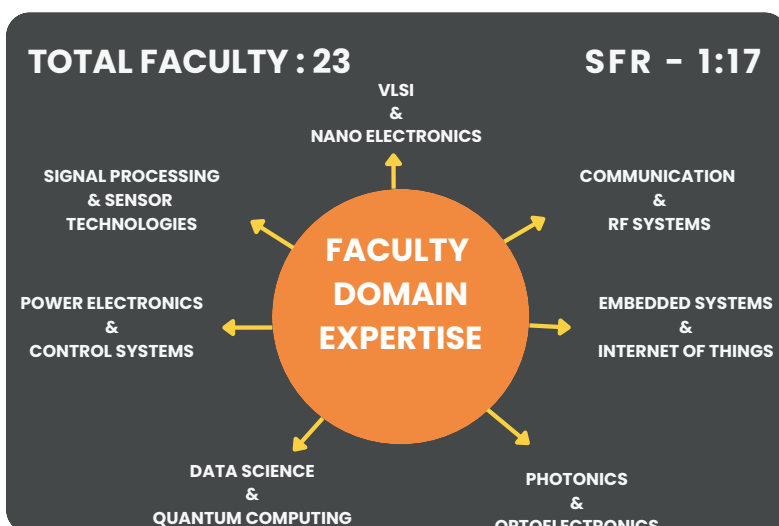 TOTAL FACULTY : 23
SFR - 1:17
VLSI
&
NANO ELECTRONICS
SIGNAL PROCESSING
& SENSOR
TECHNOLOGIES
COMMUNICATION
&
RF SYSTEMS
FACULTY
DOMAIN
EXPERTISE
POWER ELECTRONICS
&
CONTROL SYSTEMS
EMBEDDED SYSTEMS
&
INTERNET OF THINGS
DATA SCIENCE
&
QUANTUM COMPUTING
PHOTONICS
&
OPTOELECTRONICS